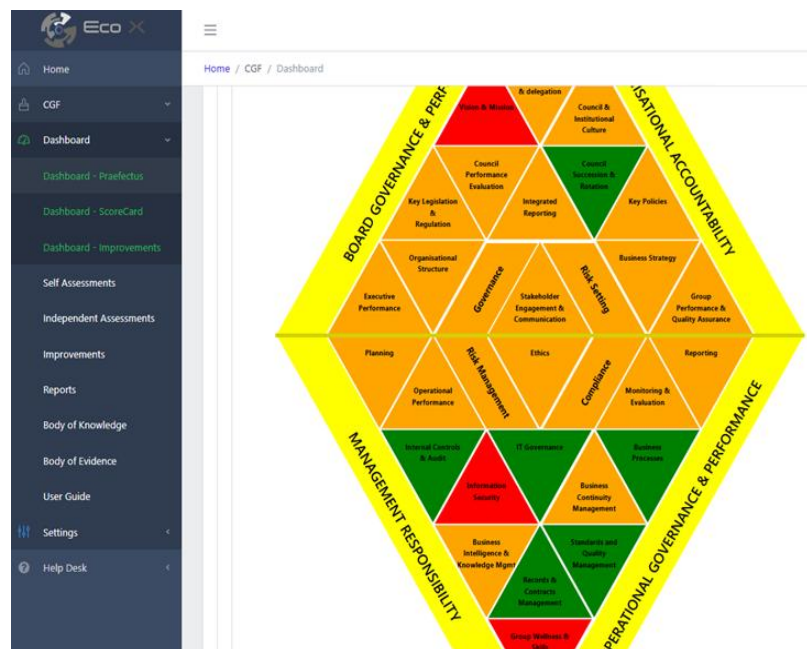 Eco X
Home
CGF
Dashboard
Dashboard - Praefectus
Dashboard - ScoreCard
Dashboard - Improvements
Self Assessments
Independent Assessments
Improvements
Reports
Body of Knowledge
Body of Evidence
User Guide
Settings
Help Desk
Home / CGF / Dashboard
BOARD GOVERNANCE & PERF
ISATIONAL ACCOUNTABILITY
& delegation
Vision & Mission
Council &
Institutional
Culture
Council
Performance
Evaluation
Council
Succession &
Rotation
Key Legislation
&
Regulation
Integrated
Reporting
Key Policies
Organisational
Structure
Business Strategy
Governance
Risk Setting
Executive
Performance
Stakeholder
Engagement &
Communication
Group
Performance &
Quality Assurance
Planning
Risk Management
Ethics
Compliance
Reporting
Operational
Performance
Monitoring &
Evaluation
Internal Controls
& Audit
IT Governance
Business
Processes
Information
Security
Business
Continuity
Management
Business
Intelligence &
Knowledge Mgmt
Standards and
Quality
Management
Records &
Contracts
Management
Group Wellness &
Skills
MANAGEMENT RESPONSIBILITY
PERATIONAL GOVERNANCE & PERFORMANCE